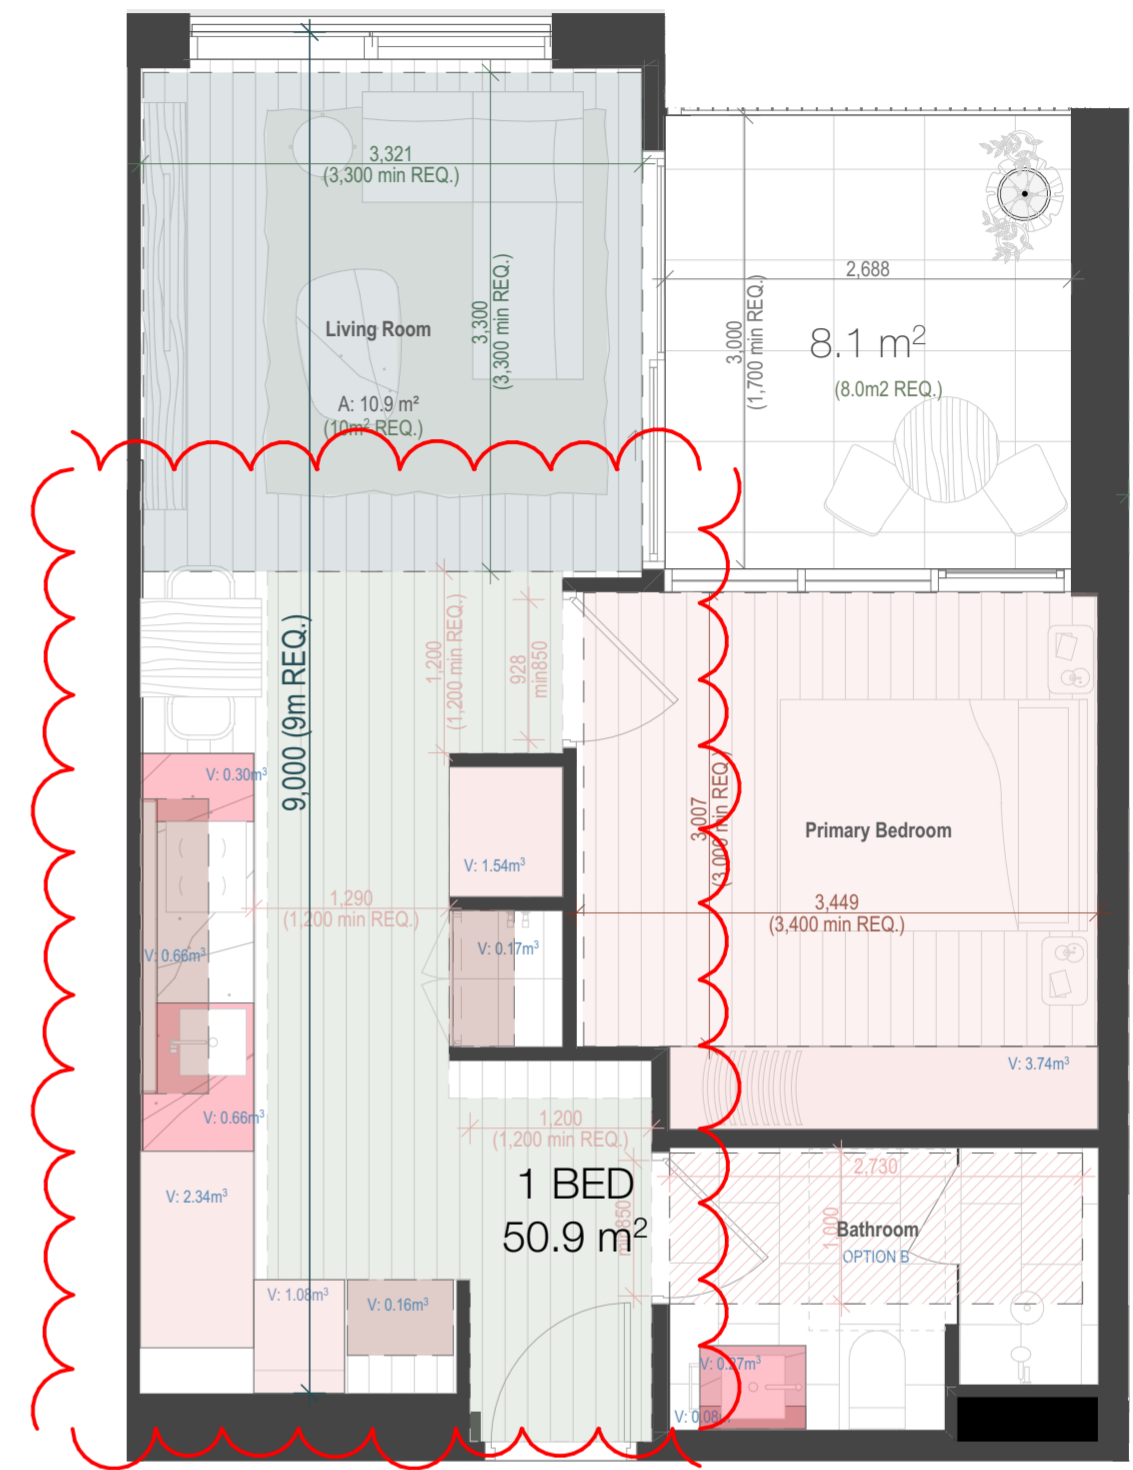 3,321
(3,300 min REQ.)
3,300
(3,300 min REQ.)
Living Room
A: 10.9 m²
(10m² REQ.)
2,688
3,000
(1,700 min REQ.)
8.1 m²
(8.0m2 REQ.)
9,000 (9m REQ.)
1,200
(1,200 min REQ.)
928
min850
V: 0.30m³
V: 1.54m³
3,007
(3,000 min REQ.)
Primary Bedroom
1,290
(1,200 min REQ.)
3,449
(3,400 min REQ.)
V: 0.66m³
V: 0.17m³
V: 3.74m³
V: 0.66m³
1,200
(1,200 min REQ.)
V: 2.34m³
1 BED
50.9 m²
min850
2,730
1,000
Bathroom
OPTION B
V: 1.08m³
V: 0.16m³
V: 0.27m³
V: 0.08m³